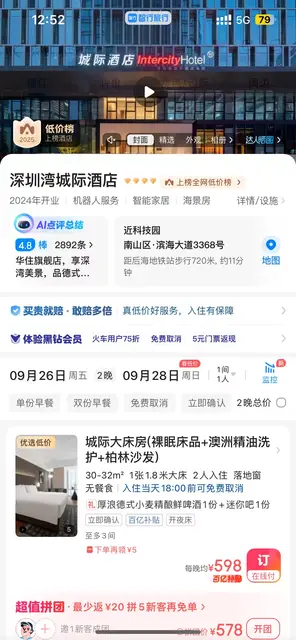 12:52
智行旅行
5G
79
城际酒店 IntercityHotel
2025
低价榜
上榜酒店
封面
精选
外观
相册
达人晒图
深圳湾城际酒店
上榜全网低价榜
2024年开业
机器人服务
智能家居
海景房
详情/设施
AI点评总结
4.8 棒 2892条
华住旗舰店，享深
湾美景，品德式…
近科技园
南山区·滨海大道3368号
距后海地铁站步行720米，约11分
钟
地图
买贵就赔·敢赔多倍
真低价好服务，入住有保障
体验黑钻会员
火车用户75折
免费取消
5元门票返现
09月26日 周五
2晚
09月28日 周日
1间
1人
监控
单份早餐
双份早餐
免费取消
立即确认
2晚总价
优选低价
5
城际大床房(裸眠床品+澳洲精油洗
护+柏林沙发)
30-32m² 1张1.8米大床 2人入住 落地窗
无餐食 入住当天18:00前可免费取消
礼 厚浪德式小麦精酿鲜啤酒1份+迷你吧1份
立即确认
百亿补贴
开夜床
至多3间
下单再领¥5
每晚均¥598
百亿补贴
订
在线付
超值拼团·最少返¥20 拼5新客再免单
邀1新客成团
¥578
开团